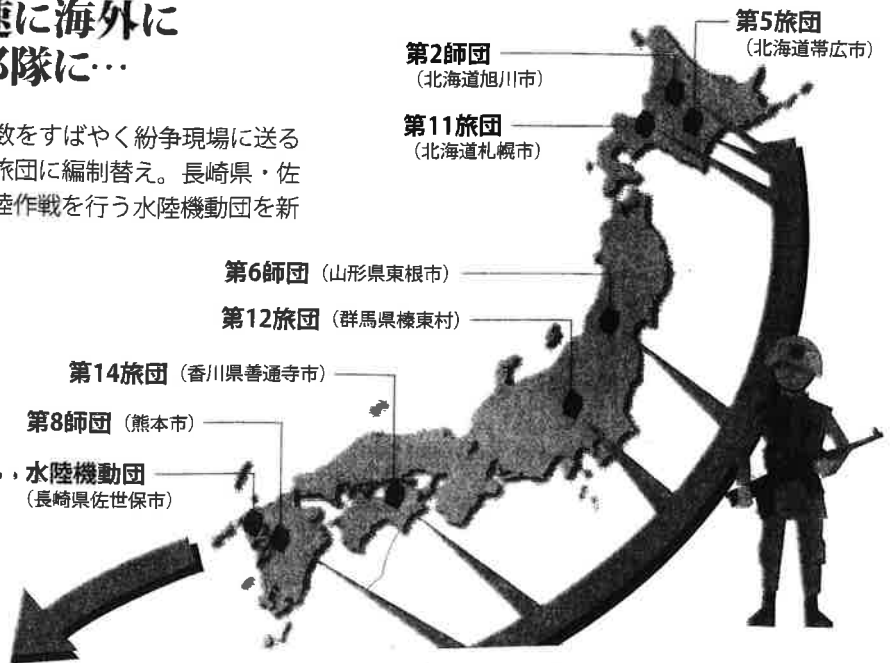 速に海外に
部隊に…
数をすばやく紛争現場に送る
旅団に編制替え。長崎県・佐
陸作戦を行う水陸機動団を新
第5旅団
(北海道帯広市)
第2師団
(北海道旭川市)
第11旅団
(北海道札幌市)
第6師団(山形県東根市)
第12旅団(群馬県榛東村)
第14旅団(香川県善通寺市)
第8師団(熊本市)
水陸機動団
(長崎県佐世保市)